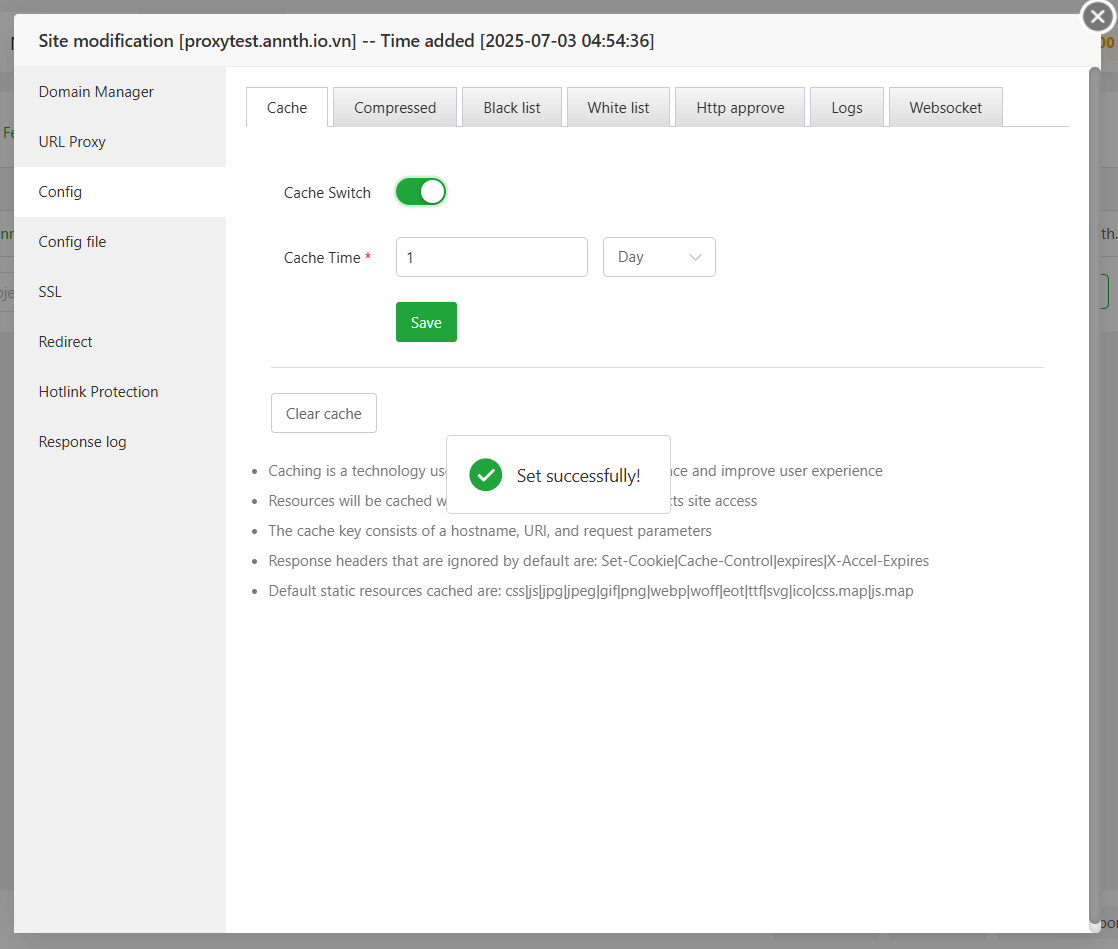 Site modification [proxytest.annth.io.vn] -- Time added [2025-07-03 04:54:36]
Domain Manager
URL Proxy
Config
Config file
SSL
Redirect
Hotlink Protection
Response log
Cache
Compressed
Black list
White list
Http approve
Logs
Websocket
Cache Switch
Cache Time *
1
Day
Save
Clear cache
Set successfully!
Caching is a technology us ce and improve user experience
Resources will be cached site access
The cache key consists of a hostname, URI, and request parameters
Response headers that are ignored by default are: Set-Cookie|Cache-Control|expires|X-Accel-Expires
Default static resources cached are: css|js|jpg|jpeg|gif|png|webp|woff|eot|ttf|svg|ico|css.map|js.map